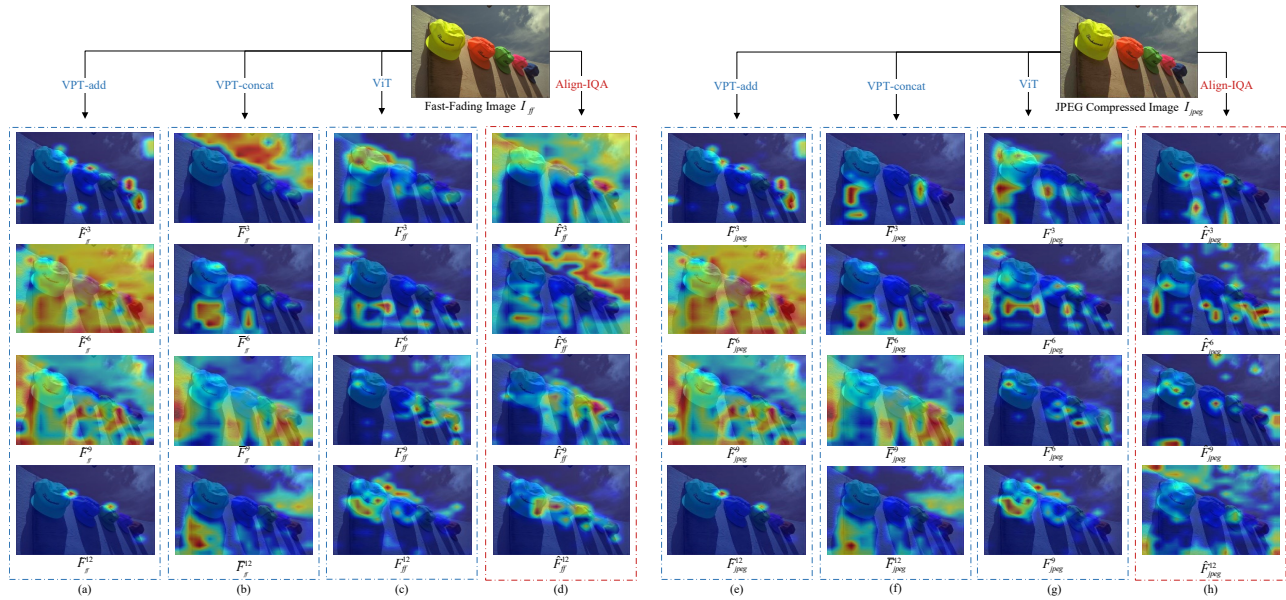 VPT-add VPT-concat ViT Align-IQA VPT-add VPT-concat ViT Align-IQA
Fast-Fading Image I_ff JPEG Compressed Image I_jpeg
F̃³_ff F̅³_ff F³_ff F̂³_ff F̃³_jpeg F̅³_jpeg F³_jpeg F̂³_jpeg
F̃⁶_ff F̅⁶_ff F⁶_ff F̂⁶_ff F̃⁶_jpeg F̅⁶_jpeg F⁶_jpeg F̂⁶_jpeg
F̃⁹_ff F̅⁹_ff F⁹_ff F̂⁹_ff F̃⁹_jpeg F̅⁹_jpeg F⁶_jpeg F̂⁹_jpeg
F̃¹²_ff F̅¹²_ff F¹²_ff F̂¹²_ff F̃¹²_jpeg F̅¹²_jpeg F⁹_jpeg F̂¹²_jpeg
(a) (b) (c) (d) (e) (f) (g) (h)